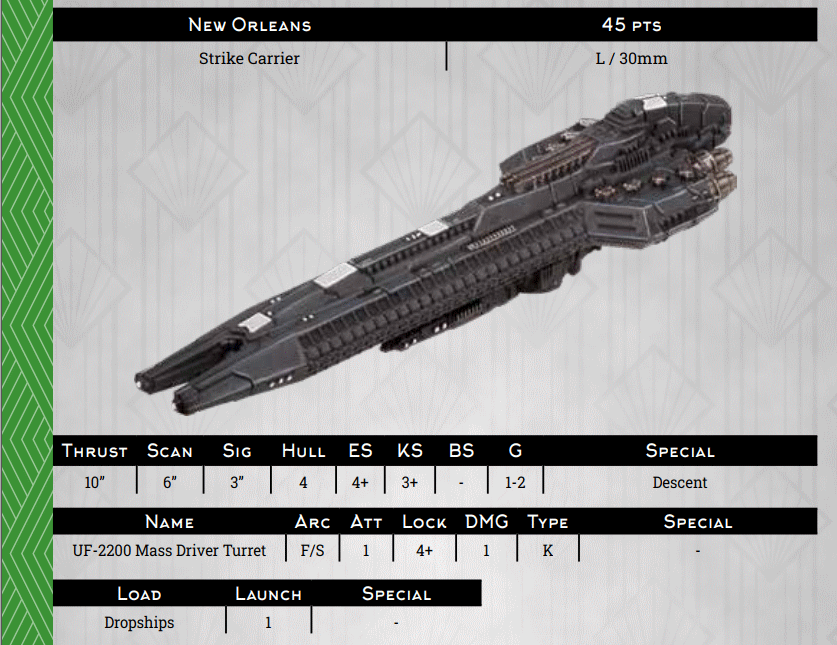 New Orleans 45 pts
Strike Carrier L / 30mm
Thrust Scan Sig Hull ES KS BS G Special
10” 6” 3” 4 4+ 3+ - 1-2 Descent
Name Arc Att Lock DMG Type Special
UF-2200 Mass Driver Turret F/S 1 4+ 1 K -
Load Launch Special
Dropships 1 -